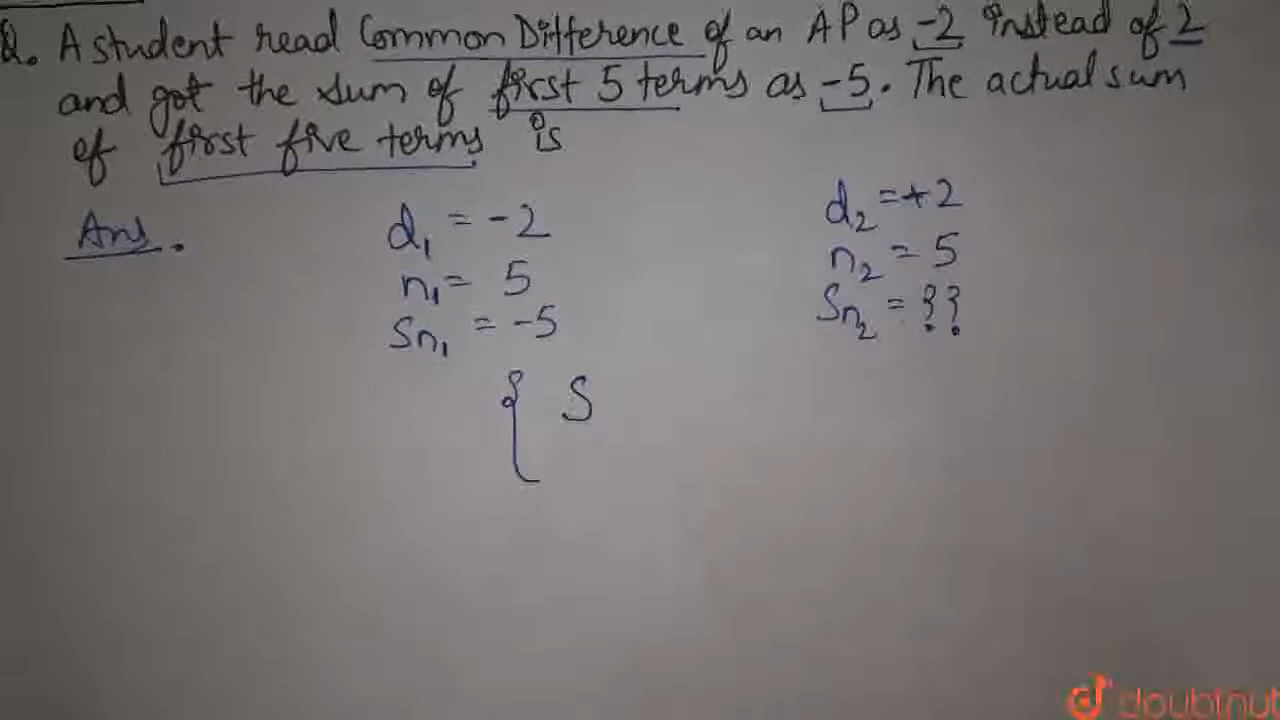 Q. A student read Common Difference of an AP as -2 instead of 2
and got the sum of first 5 terms as -5. The actual sum
of first five terms is
Ans.
d₁ = -2
n₁ = 5
Sn₁ = -5
d₂ = +2
n₂ = 5
Sn₂ = ??
{ S
doubtnut